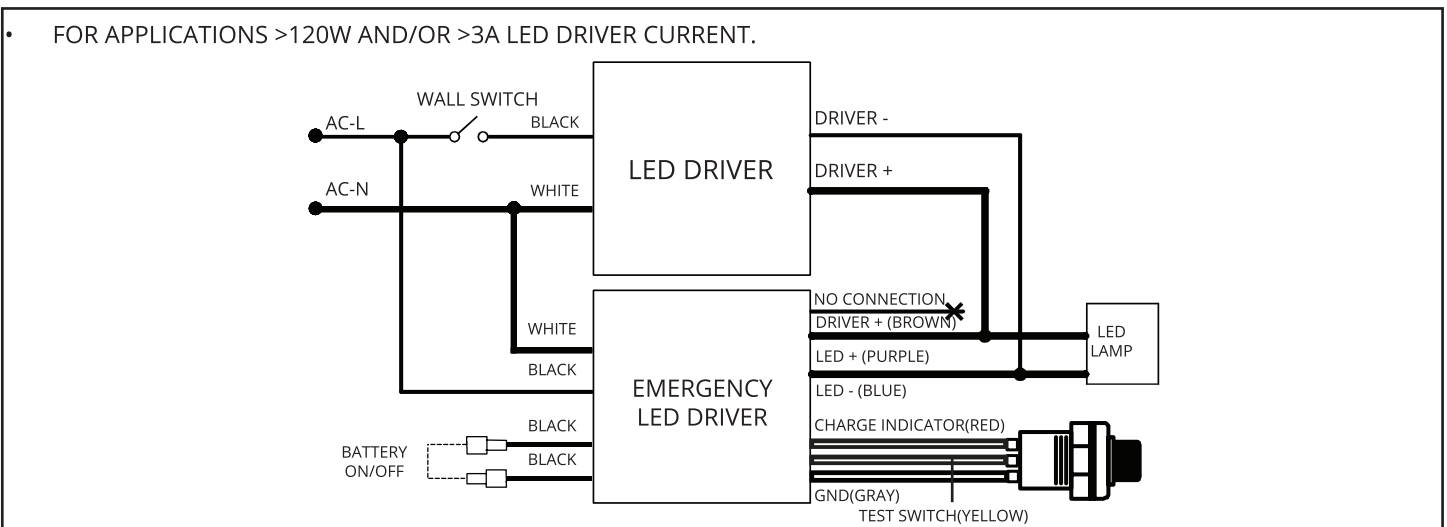 • FOR APPLICATIONS >120W AND/OR >3A LED DRIVER CURRENT.
WALL SWITCH
AC-L
BLACK
AC-N
WHITE
LED DRIVER
DRIVER -
DRIVER +
WHITE
BLACK
BLACK
BLACK
BATTERY
ON/OFF
EMERGENCY
LED DRIVER
NO CONNECTION
DRIVER + (BROWN)
LED + (PURPLE)
LED - (BLUE)
LED
LAMP
CHARGE INDICATOR(RED)
GND(GRAY)
TEST SWITCH(YELLOW)